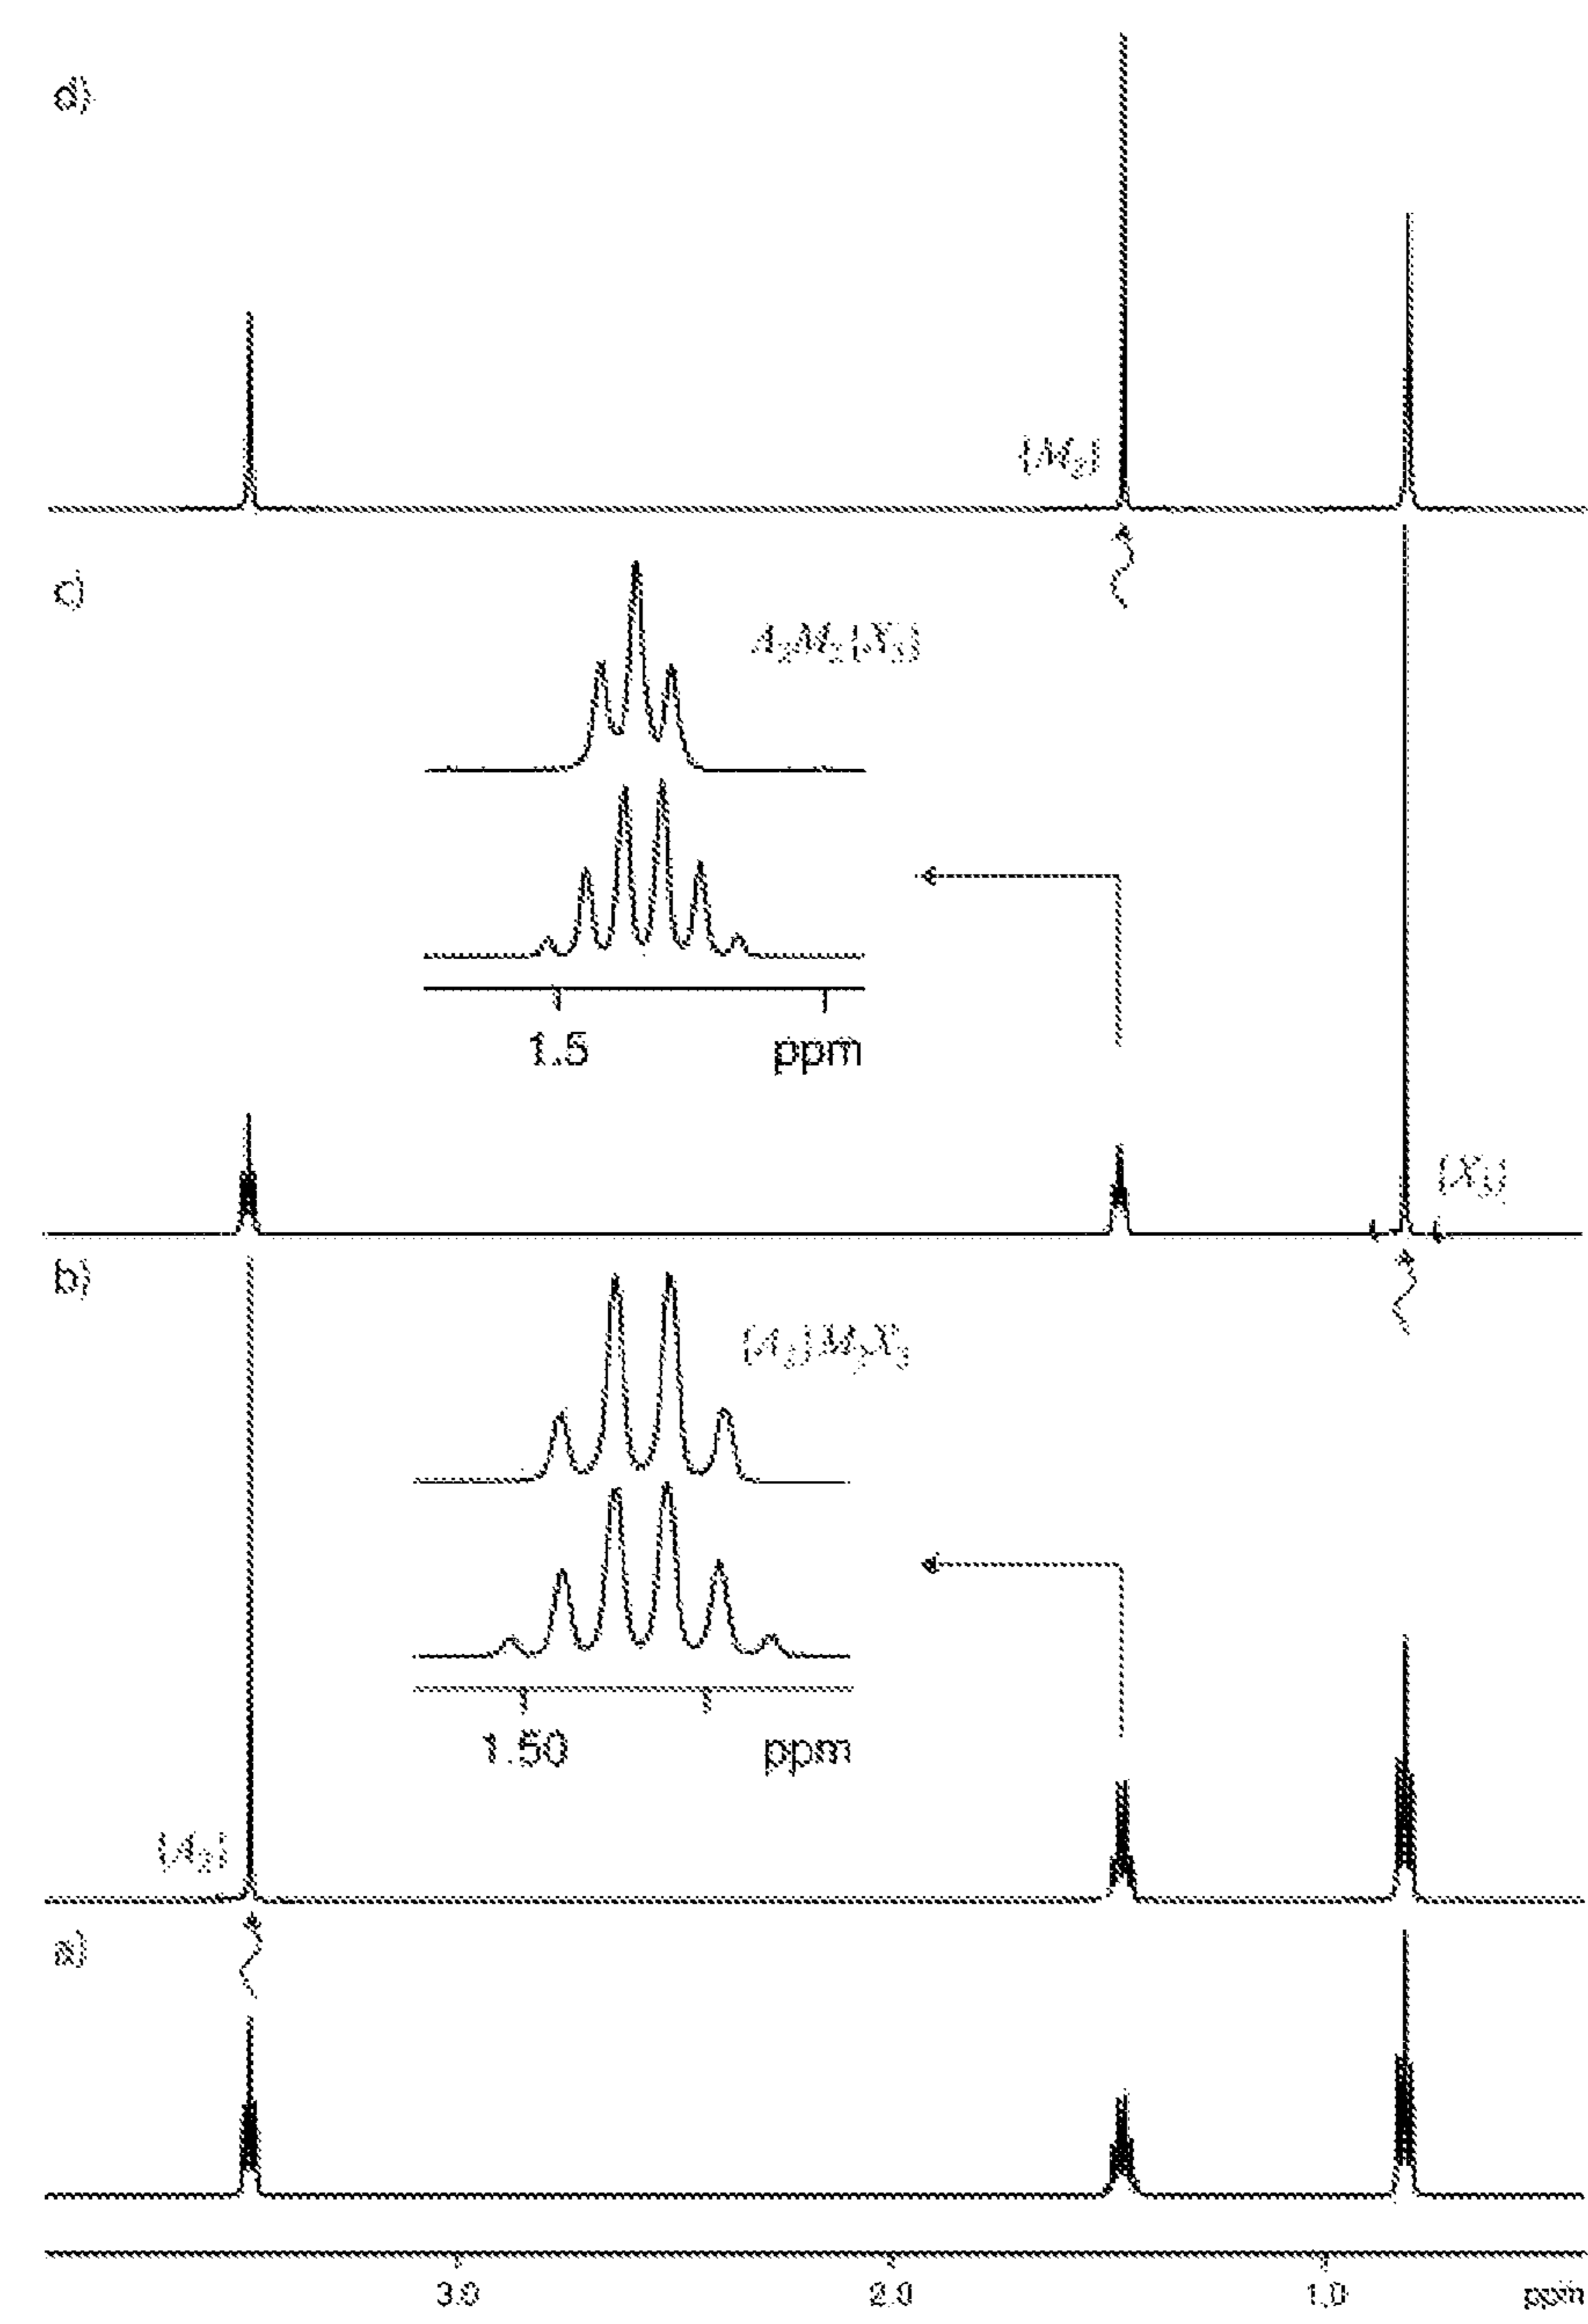 d)
{M₂}
c)
A₂M₂{X₃}
1.5 ppm
{X₃}
b)
{A₂}M₂X₃
1.50 ppm
{A₂}
a)
3.0 2.0 1.0 ppm